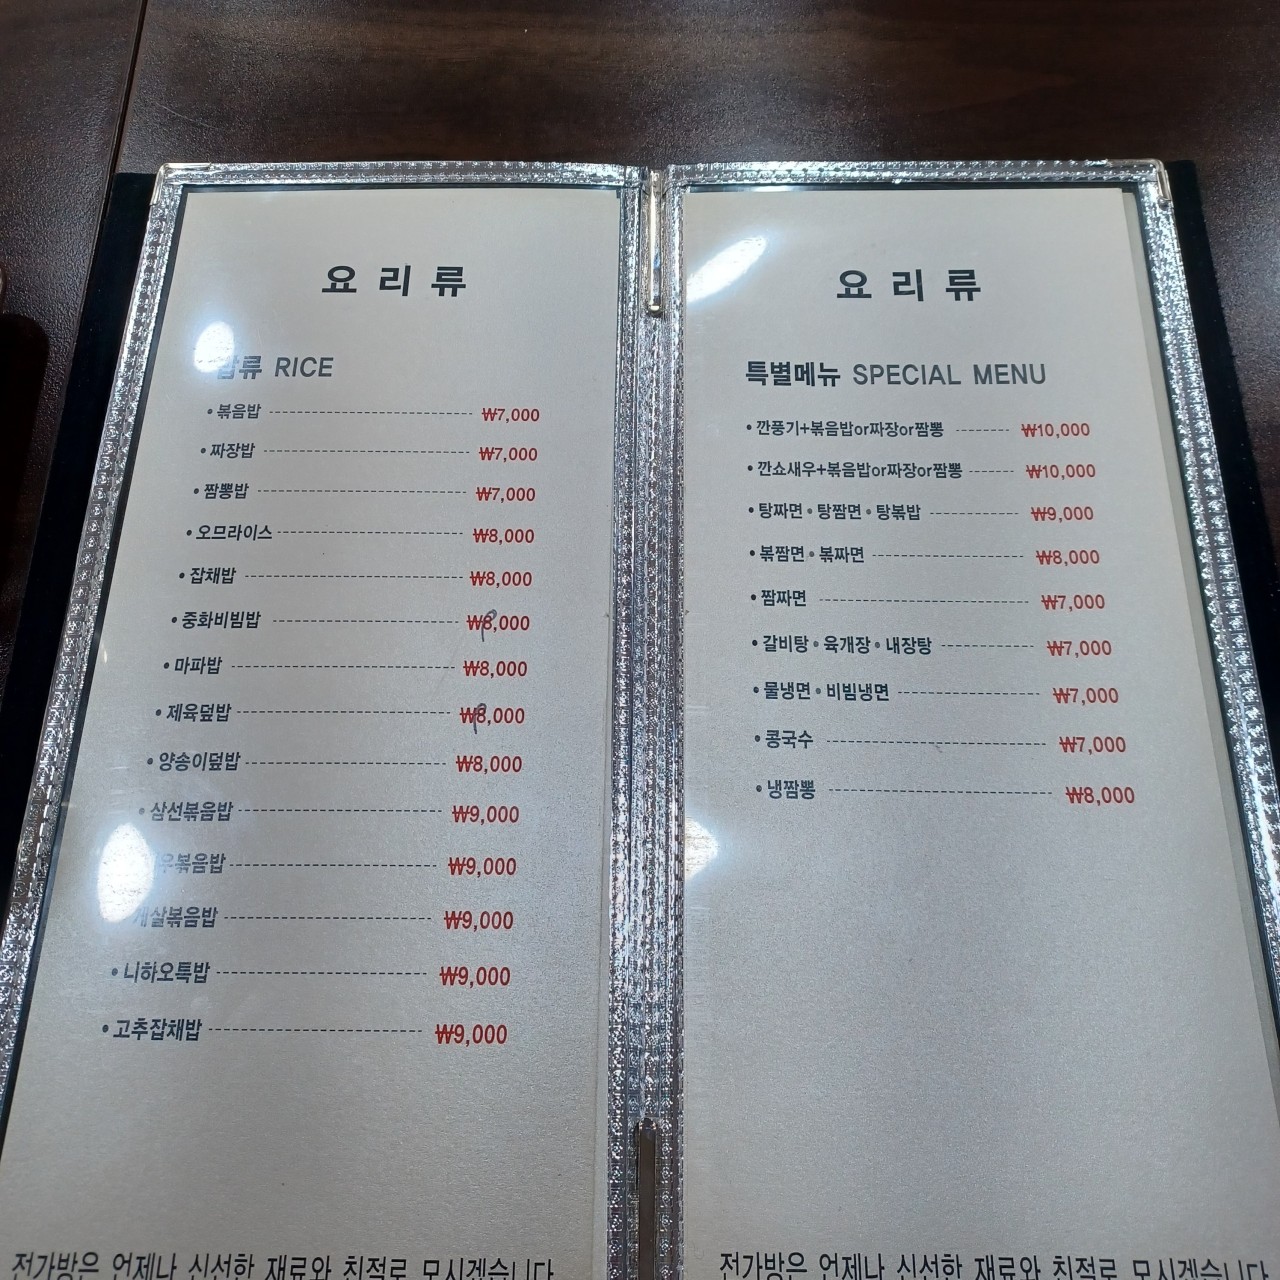 요리류
밥류 RICE
• 볶음밥 ₩7,000
• 짜장밥 ₩7,000
• 짬뽕밥 ₩7,000
• 오므라이스 ₩8,000
• 잡채밥 ₩8,000
• 중화비빔밥 ₩8,000 9
• 마파밥 ₩8,000
• 제육덮밥 ₩8,000 9
• 양송이덮밥 ₩8,000
• 삼선볶음밥 ₩9,000
우볶음밥 ₩9,000
게살볶음밥 ₩9,000
• 니하오특밥 ₩9,000
• 고추잡채밥 ₩9,000
전가방은 언제나 신선한 재료와 친절로 모시겠습니다
요리류
특별메뉴 SPECIAL MENU
• 깐풍기+볶음밥or짜장or짬뽕 ₩10,000
• 깐쇼새우+볶음밥or짜장or짬뽕 ₩10,000
• 탕짜면 • 탕짬면 • 탕볶밥 ₩9,000
• 볶짬면 • 볶짜면 ₩8,000
• 짬짜면 ₩7,000
• 갈비탕 • 육개장 • 내장탕 ₩7,000
• 물냉면 • 비빔냉면 ₩7,000
• 콩국수 ₩7,000
• 냉짬뽕 ₩8,000
전가방은 언제나 신선한 재료와 친절로 모시겠습니다